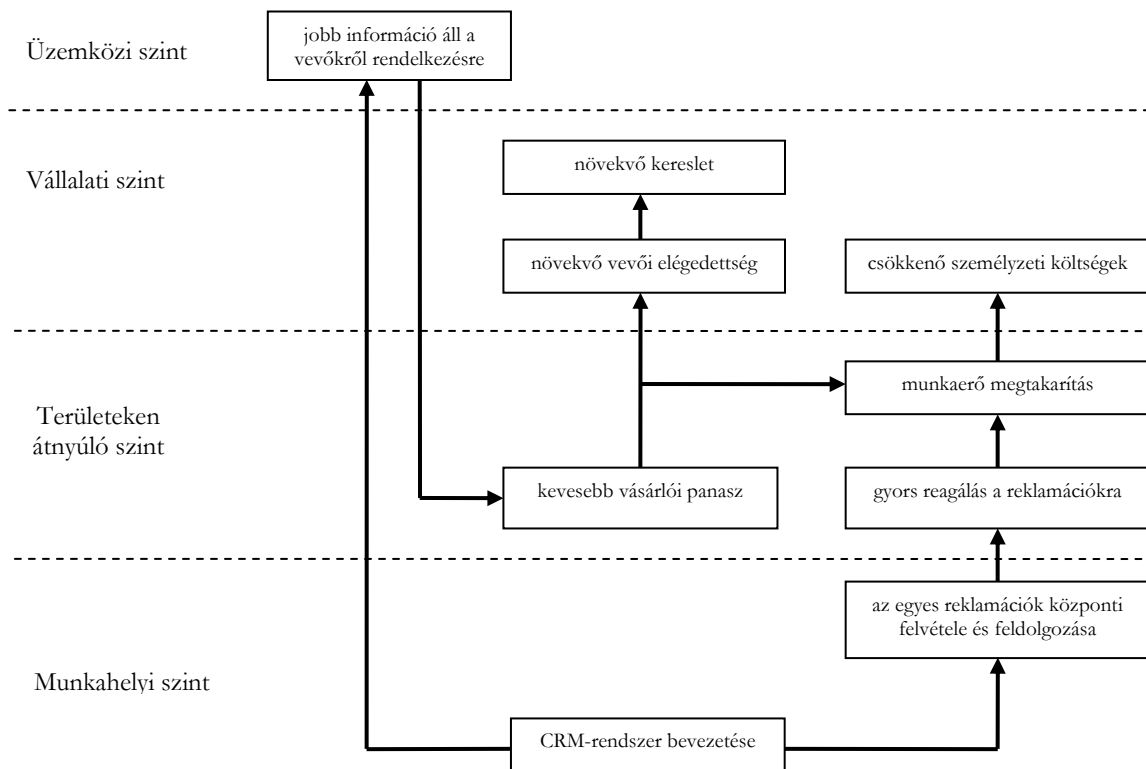 Üzemközi szint
jobb információ áll a
vevőkről rendelkezésre
Vállalati szint
növekvő kereslet
növekvő vevői elégedettség
csökkenő személyzeti költségek
Területeken
átnyúló szint
munkaerő megtakarítás
kevesebb vásárlói panasz
gyors reagálás a reklamációkra
Munkahelyi szint
az egyes reklamációk központi
felvétele és feldolgozása
CRM-rendszer bevezetése